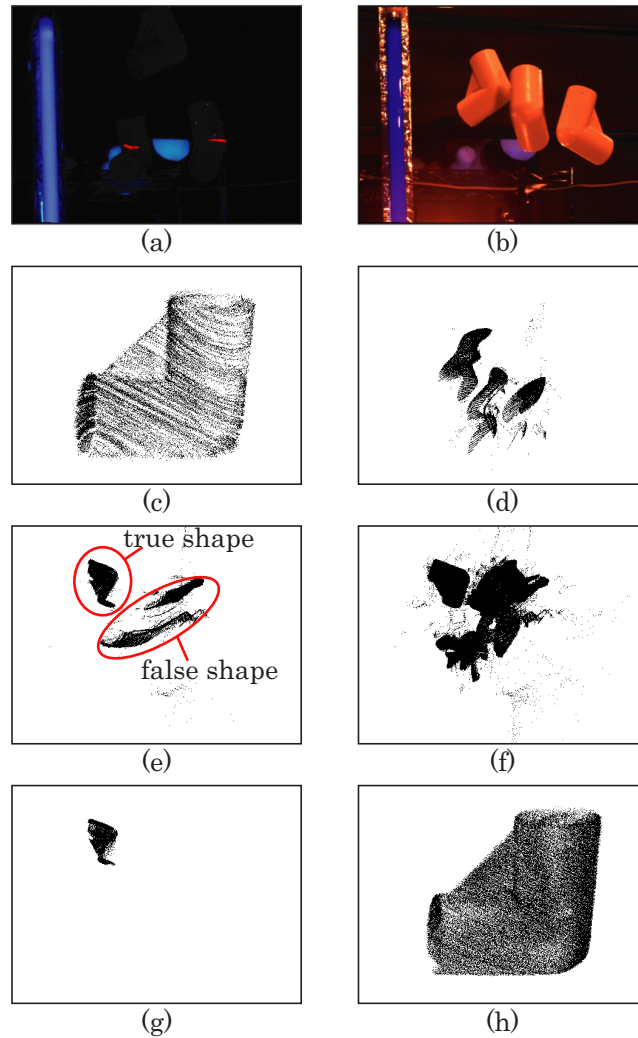 (a)
(b)
(c)
(d)
true shape
false shape
(e)
(f)
(g)
(h)